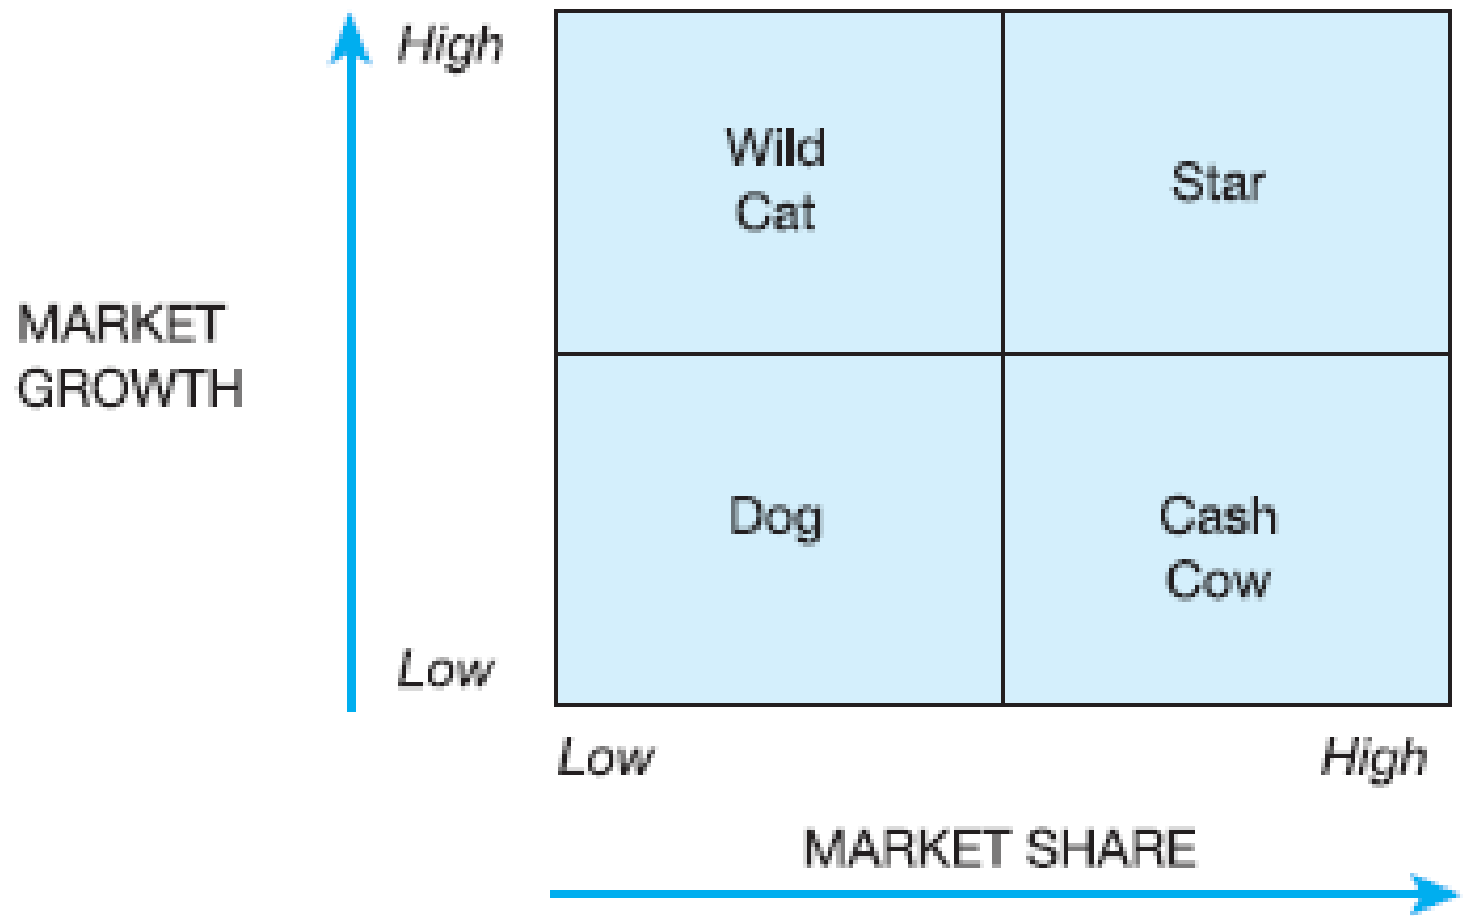 High
Wild
Cat
Star
MARKET
GROWTH
Dog
Cash
Cow
Low
Low
High
MARKET SHARE